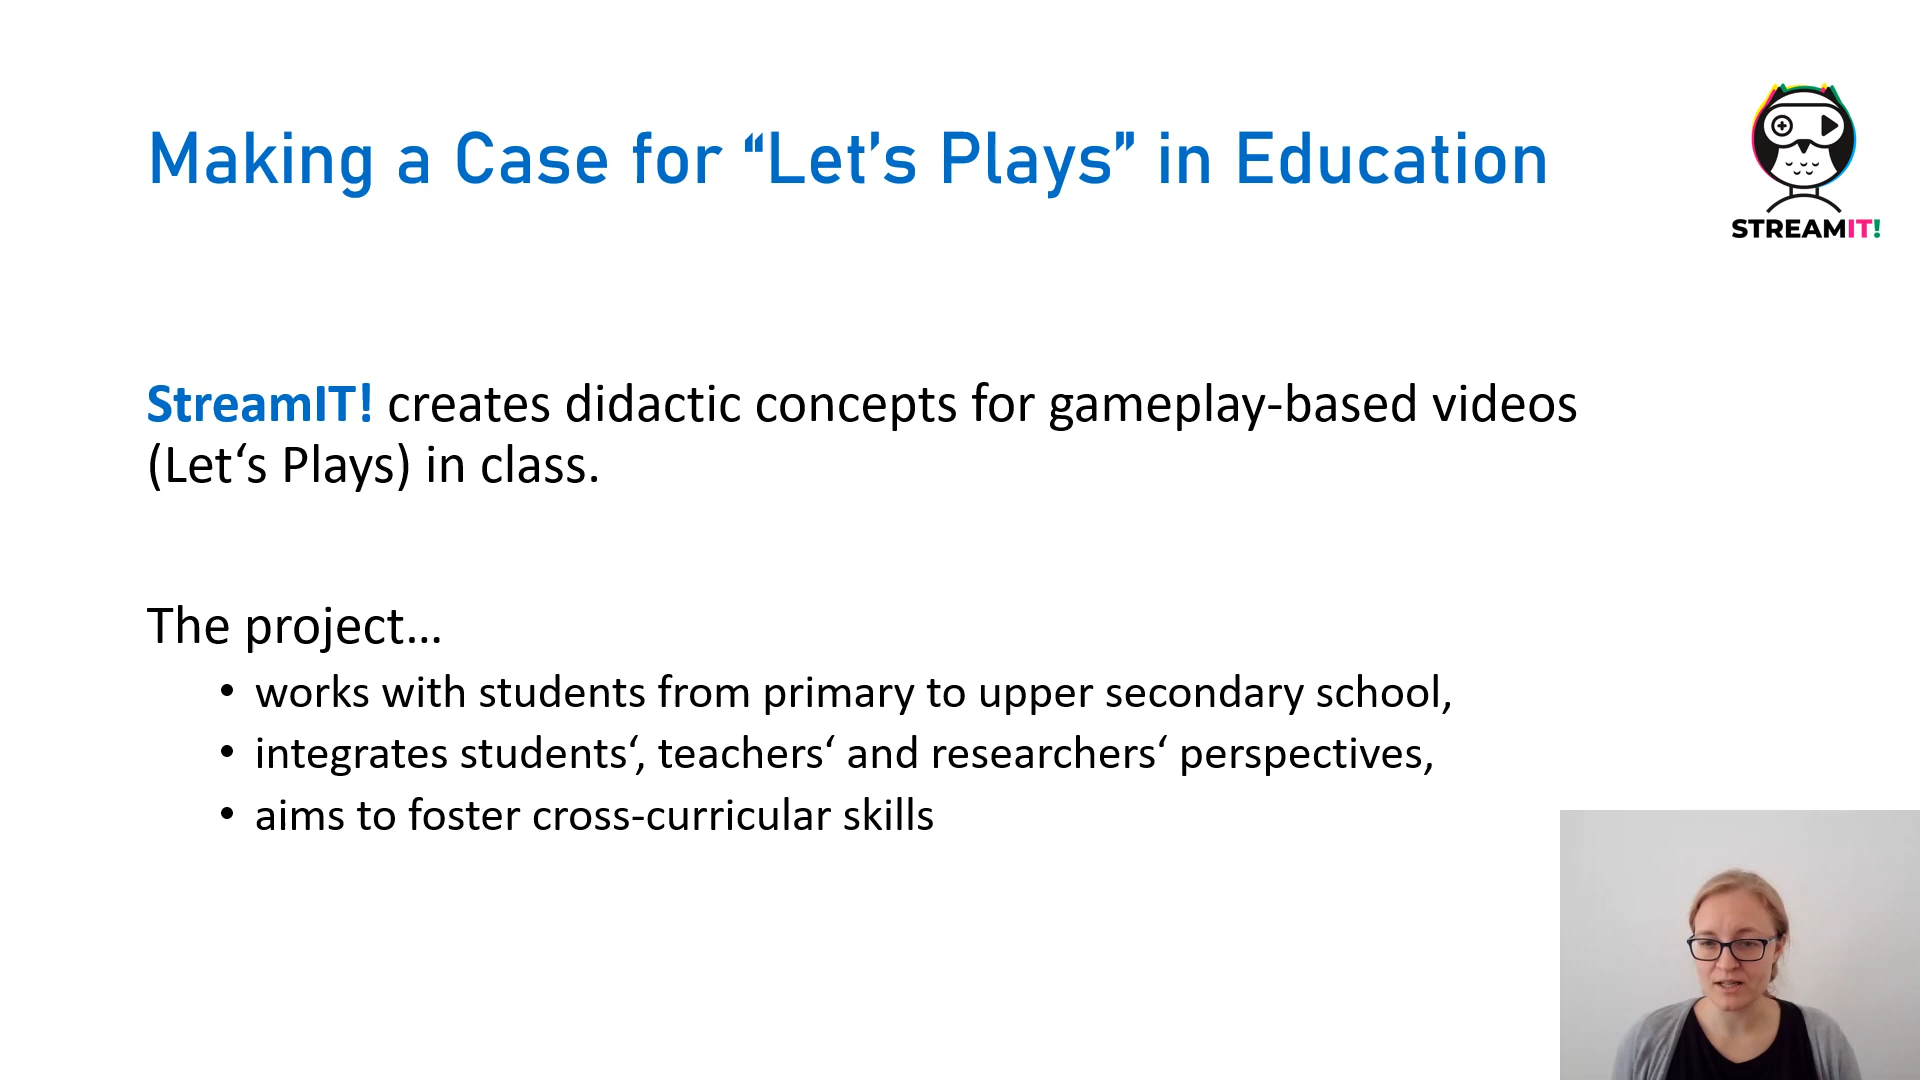 Making a Case for “Let’s Plays” in Education
STREAMIT!
StreamIT! creates didactic concepts for gameplay-based videos
(Let‘s Plays) in class.
The project...
• works with students from primary to upper secondary school,
• integrates students‘, teachers‘ and researchers‘ perspectives,
• aims to foster cross-curricular skills